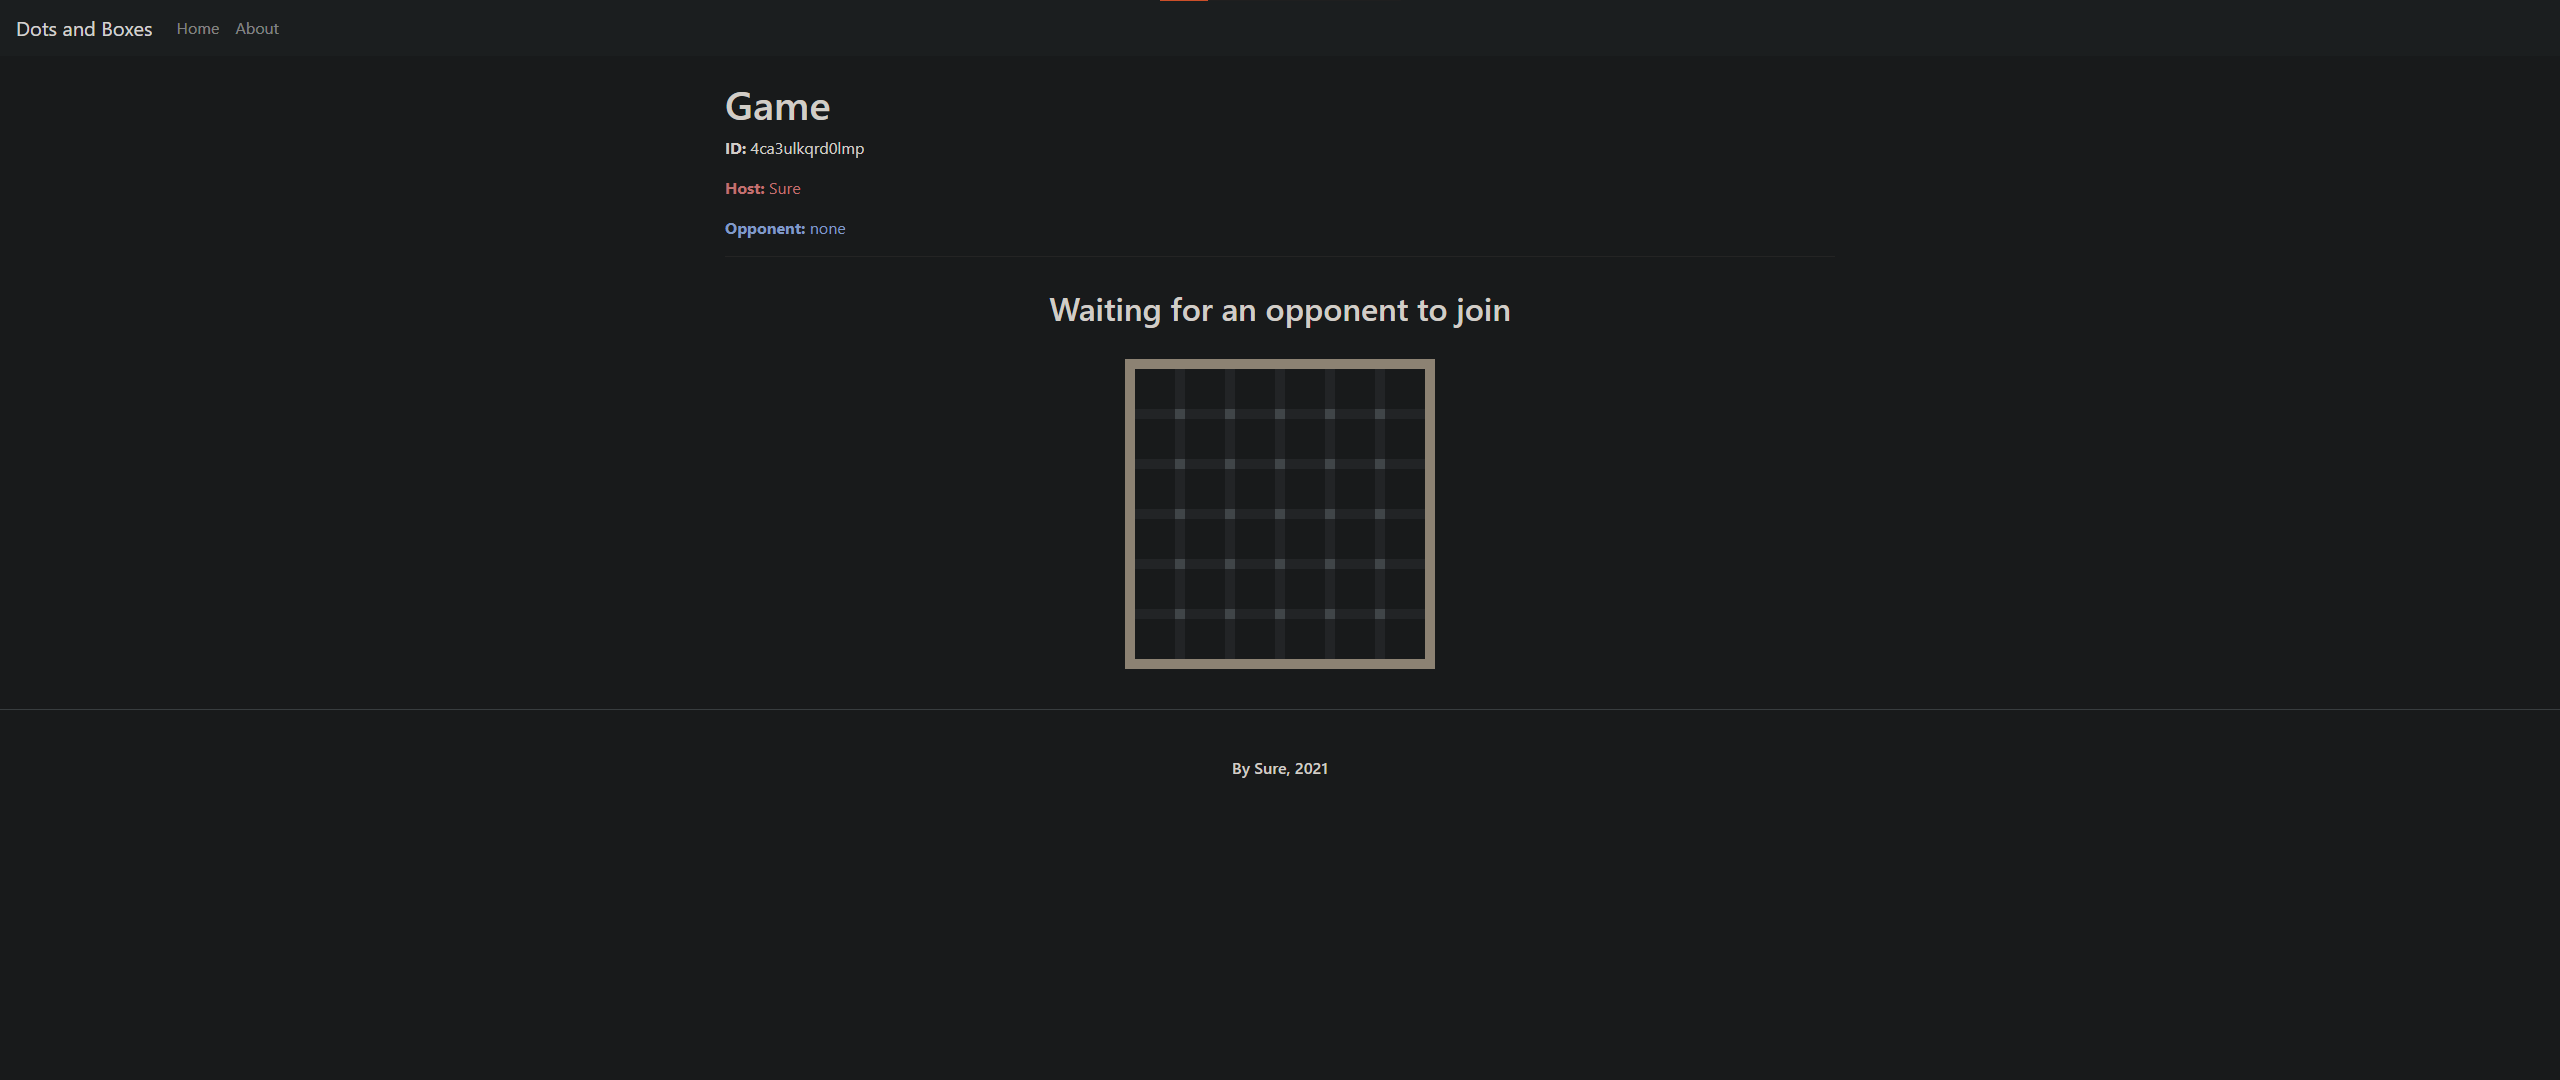 Dots and Boxes Home About
Game
ID: 4ca3ulkqrd0lmp
Host: Sure
Opponent: none
Waiting for an opponent to join
By Sure, 2021